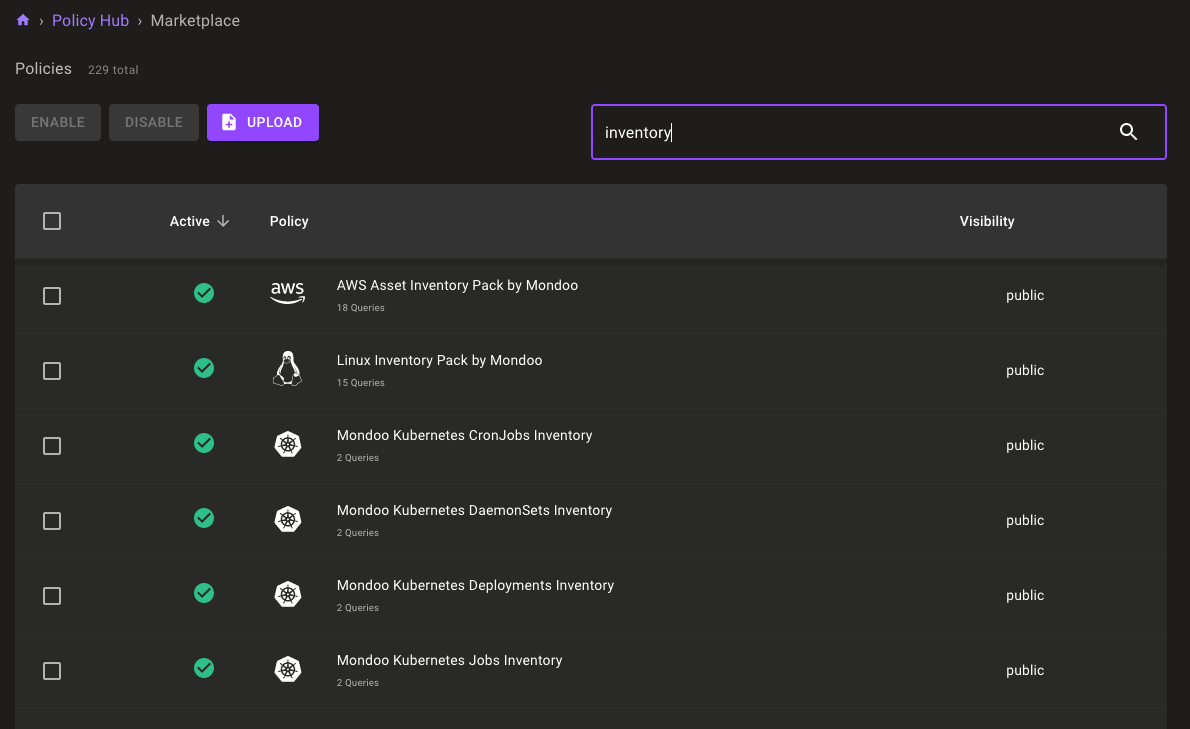 › Policy Hub › Marketplace
Policies 229 total
ENABLE DISABLE UPLOAD
inventory
Active Policy Visibility
aws AWS Asset Inventory Pack by Mondoo public
18 Queries
Linux Inventory Pack by Mondoo public
15 Queries
Mondoo Kubernetes CronJobs Inventory public
2 Queries
Mondoo Kubernetes DaemonSets Inventory public
2 Queries
Mondoo Kubernetes Deployments Inventory public
2 Queries
Mondoo Kubernetes Jobs Inventory public
2 Queries